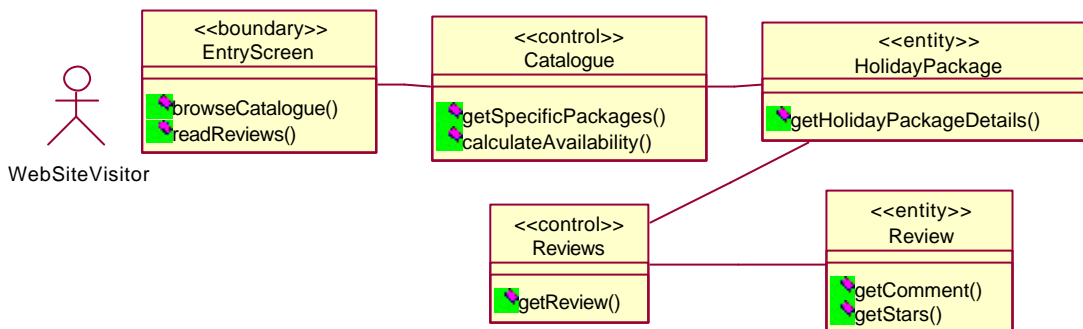 <<boundary>>
EntryScreen
browseCatalogue()
readReviews()
WebSiteVisitor
<<control>>
Catalogue
getSpecificPackages()
calculateAvailability()
<<entity>>
HolidayPackage
getHolidayPackageDetails()
<<control>>
Reviews
getReview()
<<entity>>
Review
getComment()
getStars()